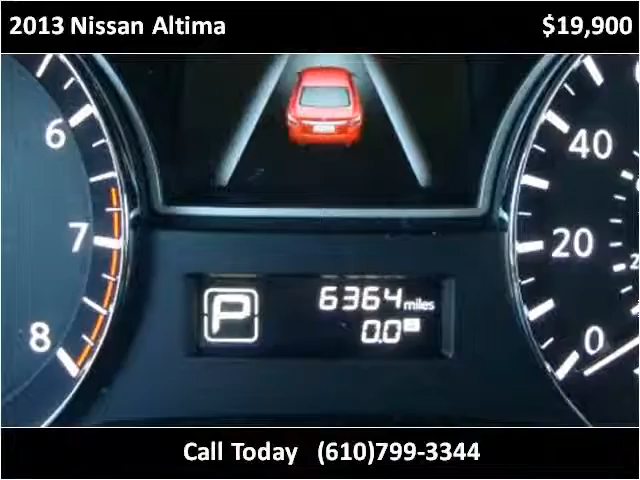 2013 Nissan Altima $19,900
6 40
7 20
8 0
P 6364 miles
0.0
Call Today (610)799-3344